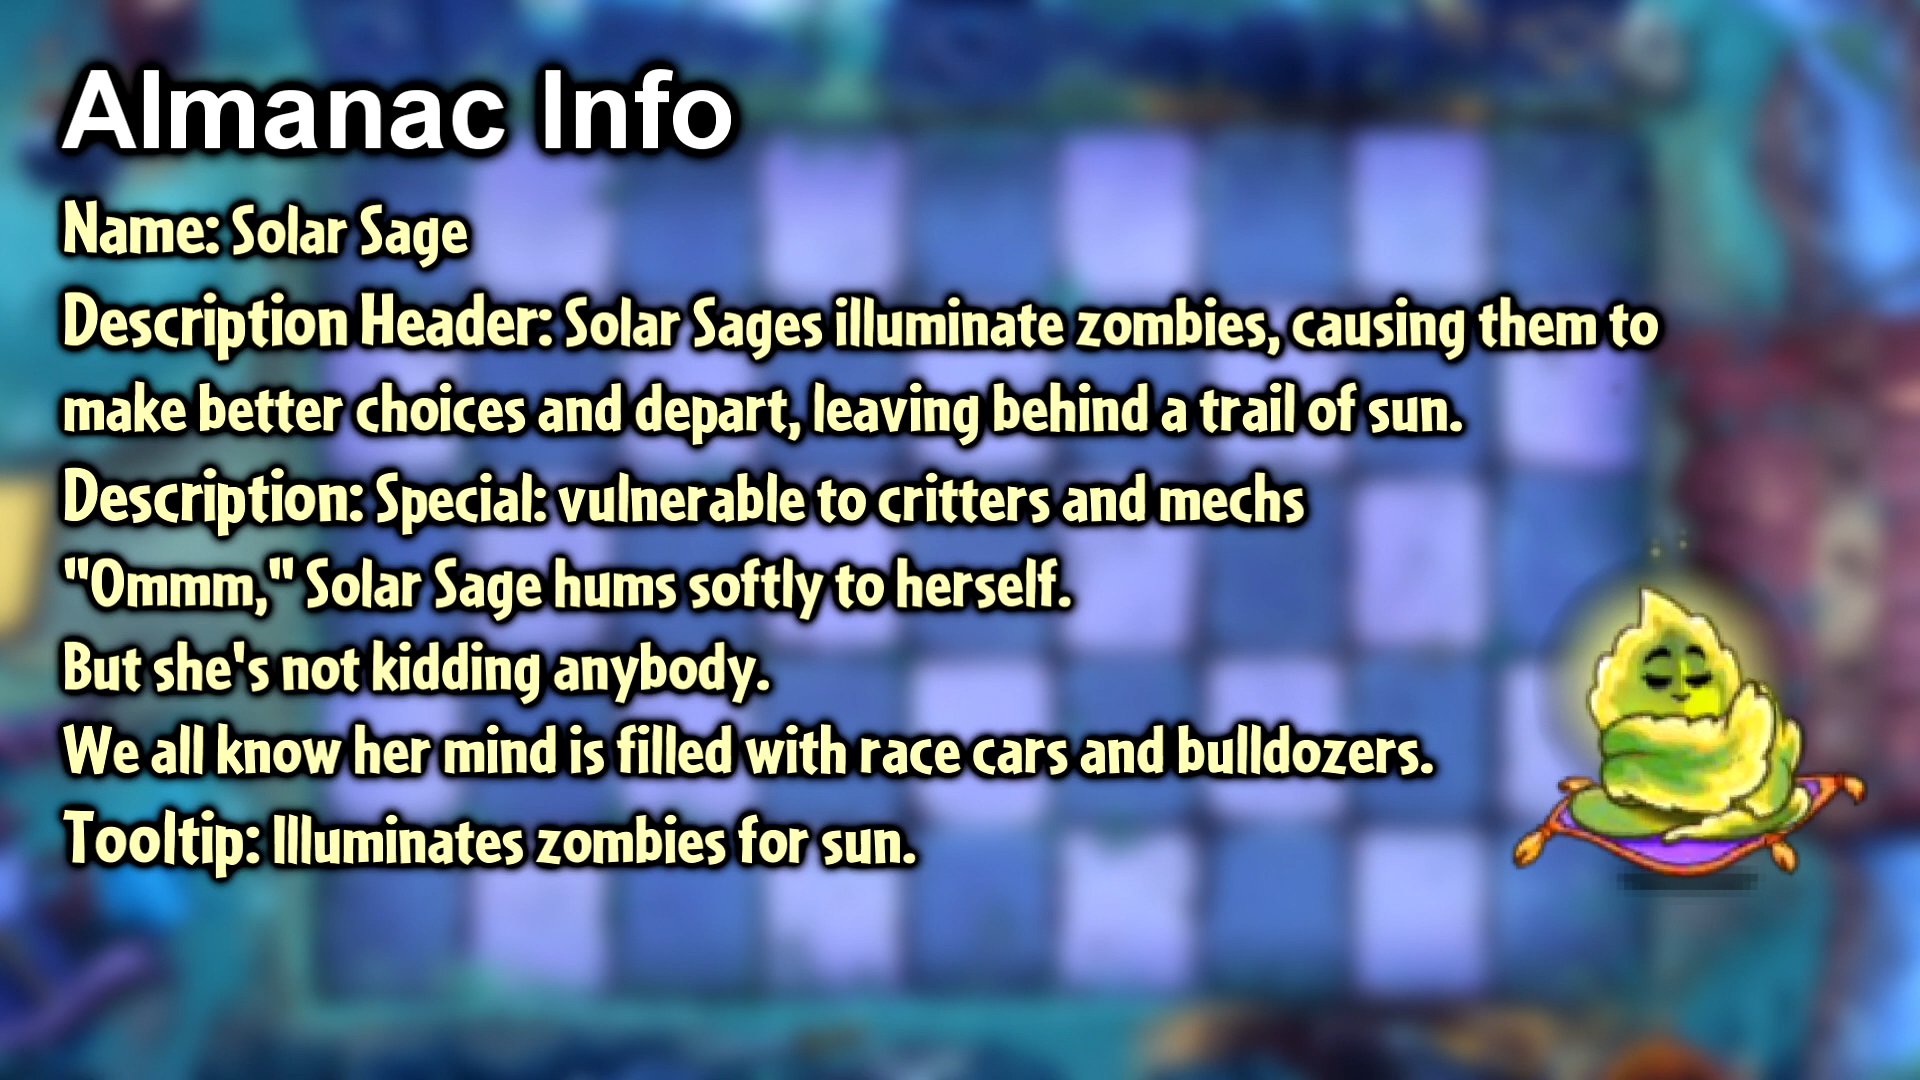 Almanac Info
Name: Solar Sage
Description Header: Solar Sages illuminate zombies, causing them to
make better choices and depart, leaving behind a trail of sun.
Description: Special: vulnerable to critters and mechs
"Ommm," Solar Sage hums softly to herself.
But she's not kidding anybody.
We all know her mind is filled with race cars and bulldozers.
Tooltip: Illuminates zombies for sun.